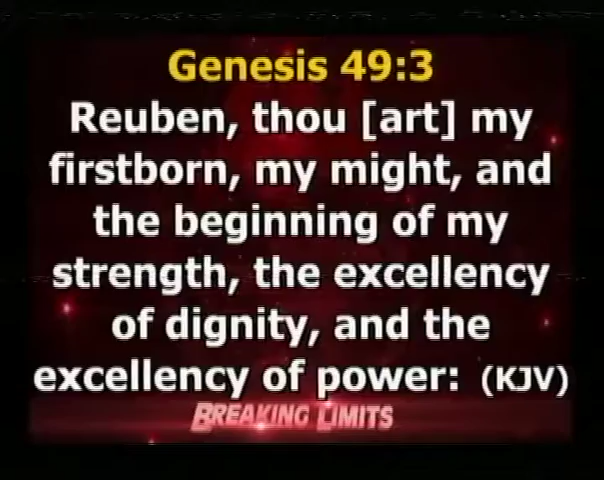 Genesis 49:3
Reuben, thou [art] my
firstborn, my might, and
the beginning of my
strength, the excellency
of dignity, and the
excellency of power: (KJV)
BREAKING LIMITS